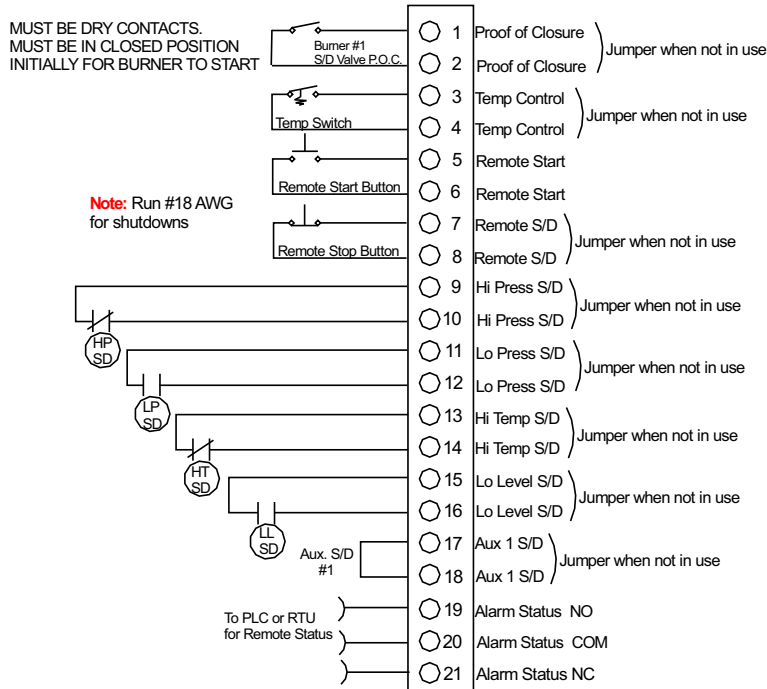 MUST BE DRY CONTACTS.
MUST BE IN CLOSED POSITION
INITIALLY FOR BURNER TO START
Burner #1
S/D Valve P.O.C.
1 Proof of Closure
2 Proof of Closure
Jumper when not in use
3 Temp Control
4 Temp Control
Jumper when not in use
Temp Switch
5 Remote Start
6 Remote Start
Remote Start Button
Note: Run #18 AWG
for shutdowns
7 Remote S/D
8 Remote S/D
Jumper when not in use
Remote Stop Button
9 Hi Press S/D
10 Hi Press S/D
Jumper when not in use
HP
SD
11 Lo Press S/D
12 Lo Press S/D
Jumper when not in use
LP
SD
13 Hi Temp S/D
14 Hi Temp S/D
Jumper when not in use
HT
SD
15 Lo Level S/D
16 Lo Level S/D
Jumper when not in use
LL
SD
17 Aux 1 S/D
18 Aux 1 S/D
Jumper when not in use
Aux. S/D
#1
19 Alarm Status NO
20 Alarm Status COM
21 Alarm Status NC
To PLC or RTU
for Remote Status